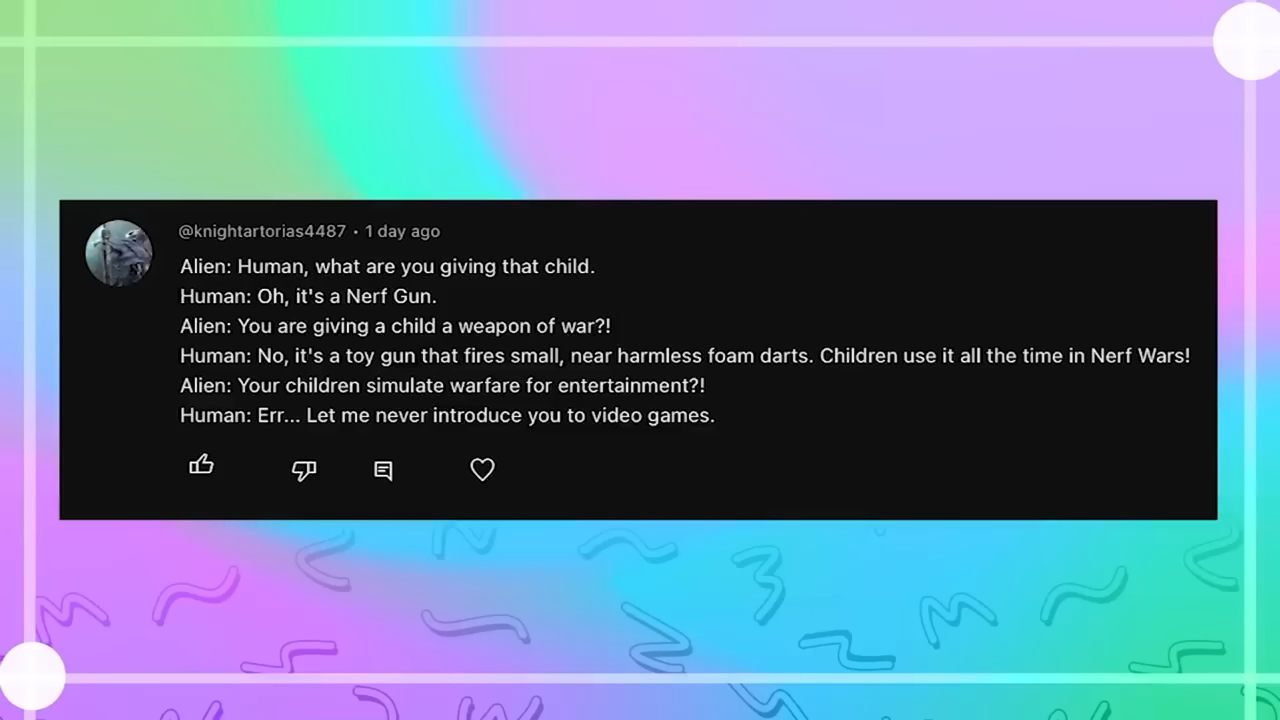 @knightartorias4487 • 1 day ago
Alien: Human, what are you giving that child.
Human: Oh, it's a Nerf Gun.
Alien: You are giving a child a weapon of war?!
Human: No, it's a toy gun that fires small, near harmless foam darts. Children use it all the time in Nerf Wars!
Alien: Your children simulate warfare for entertainment?!
Human: Err... Let me never introduce you to video games.